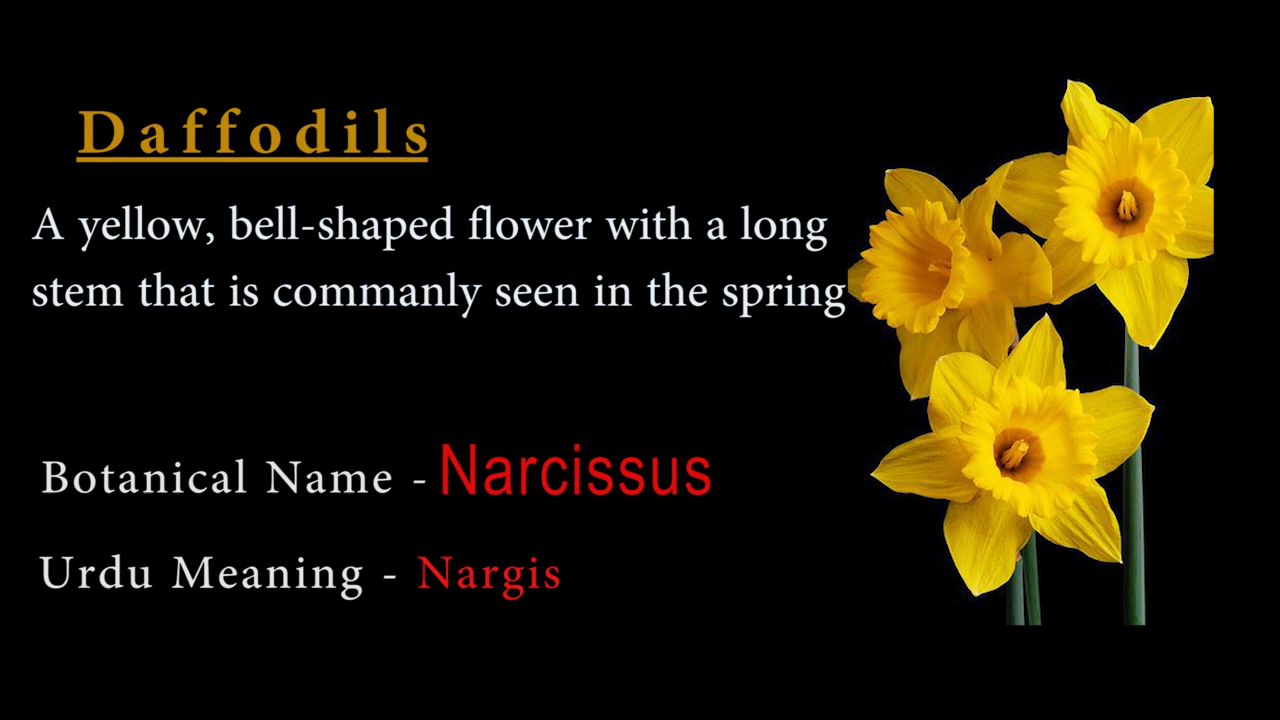 Daffodils
A yellow, bell-shaped flower with a long
stem that is commanly seen in the spring
Botanical Name - Narcissus
Urdu Meaning - Nargis